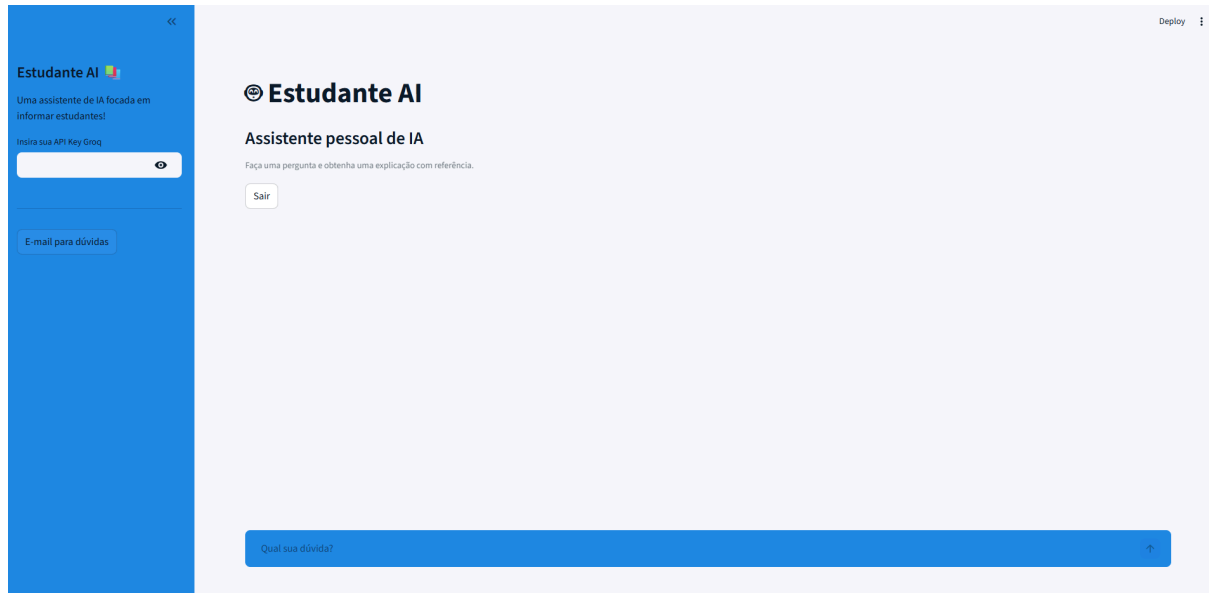 Deploy
Estudante AI
Uma assistente de IA focada em
informar estudantes!
Insira sua API Key Groq
E-mail para dúvidas
Estudante AI
Assistente pessoal de IA
Faça uma pergunta e obtenha uma explicação com referência.
Sair
Qual sua dúvida?